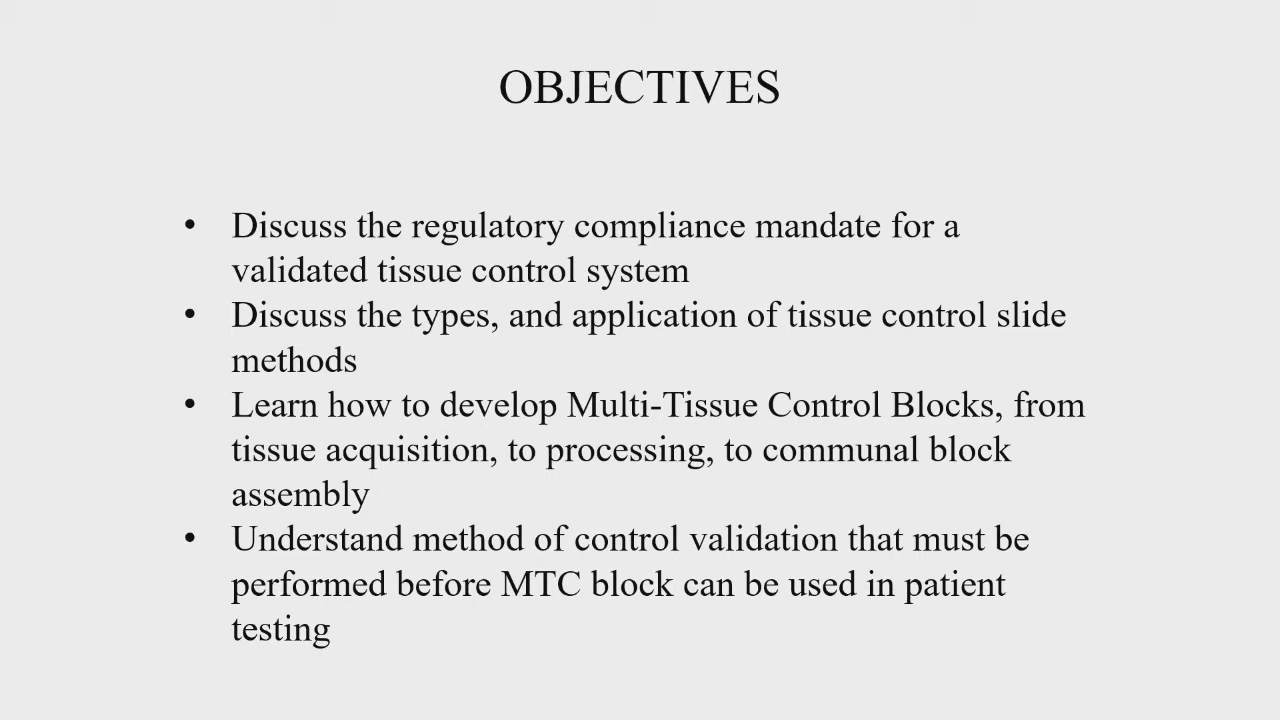 OBJECTIVES
• Discuss the regulatory compliance mandate for a
validated tissue control system
• Discuss the types, and application of tissue control slide
methods
• Learn how to develop Multi-Tissue Control Blocks, from
tissue acquisition, to processing, to communal block
assembly
• Understand method of control validation that must be
performed before MTC block can be used in patient
testing